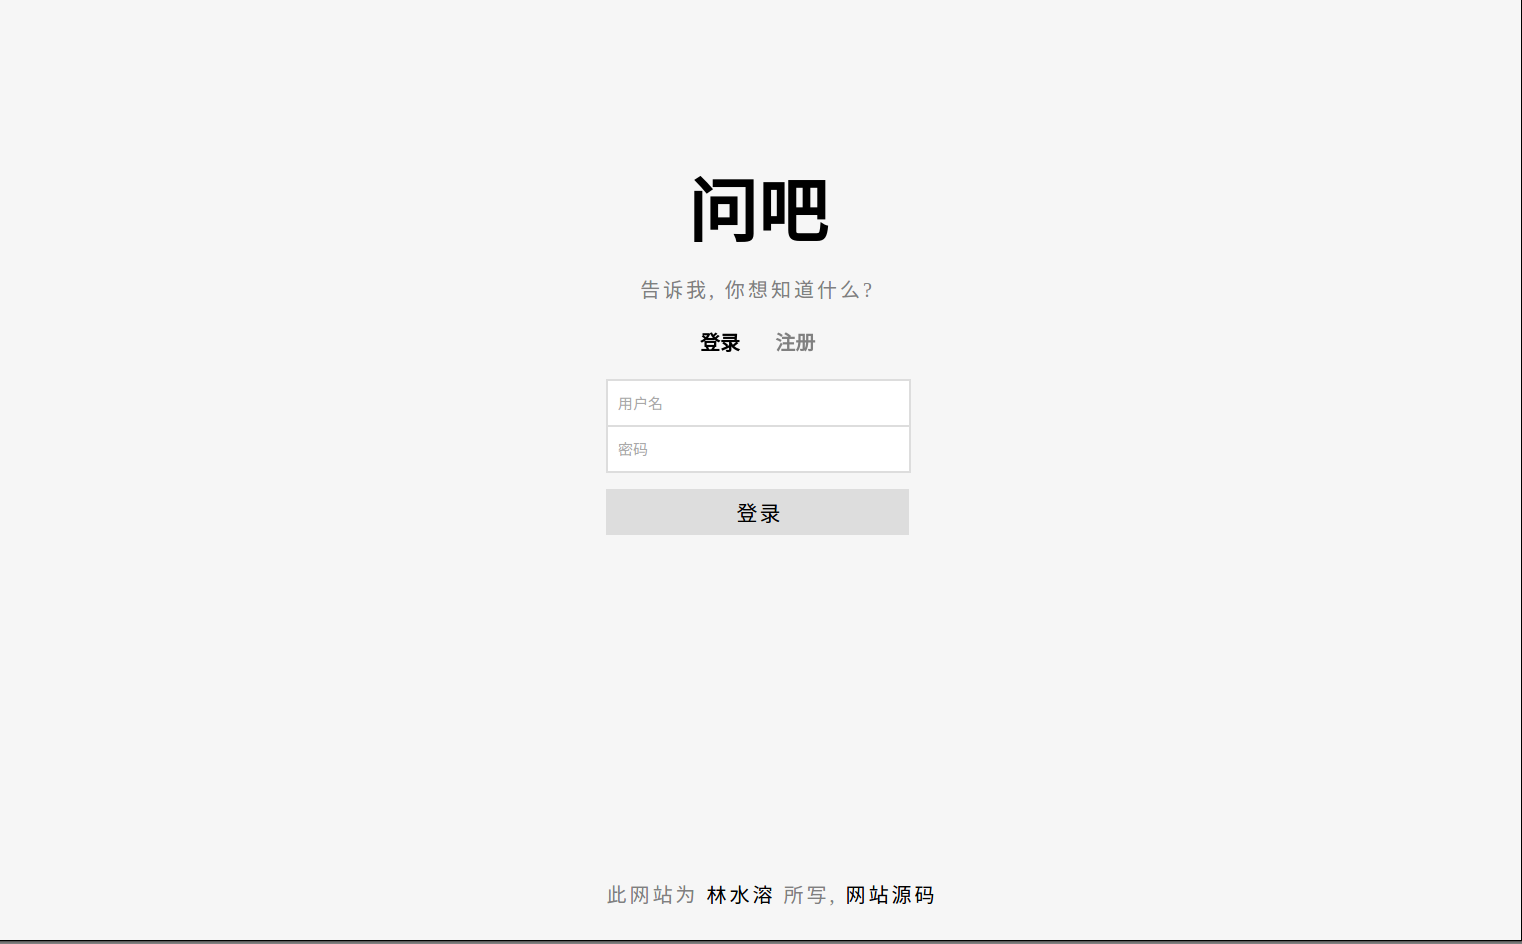 问吧
告诉我, 你想知道什么?
登录 注册
用户名
密码
登录
此网站为 林水溶 所写, 网站源码